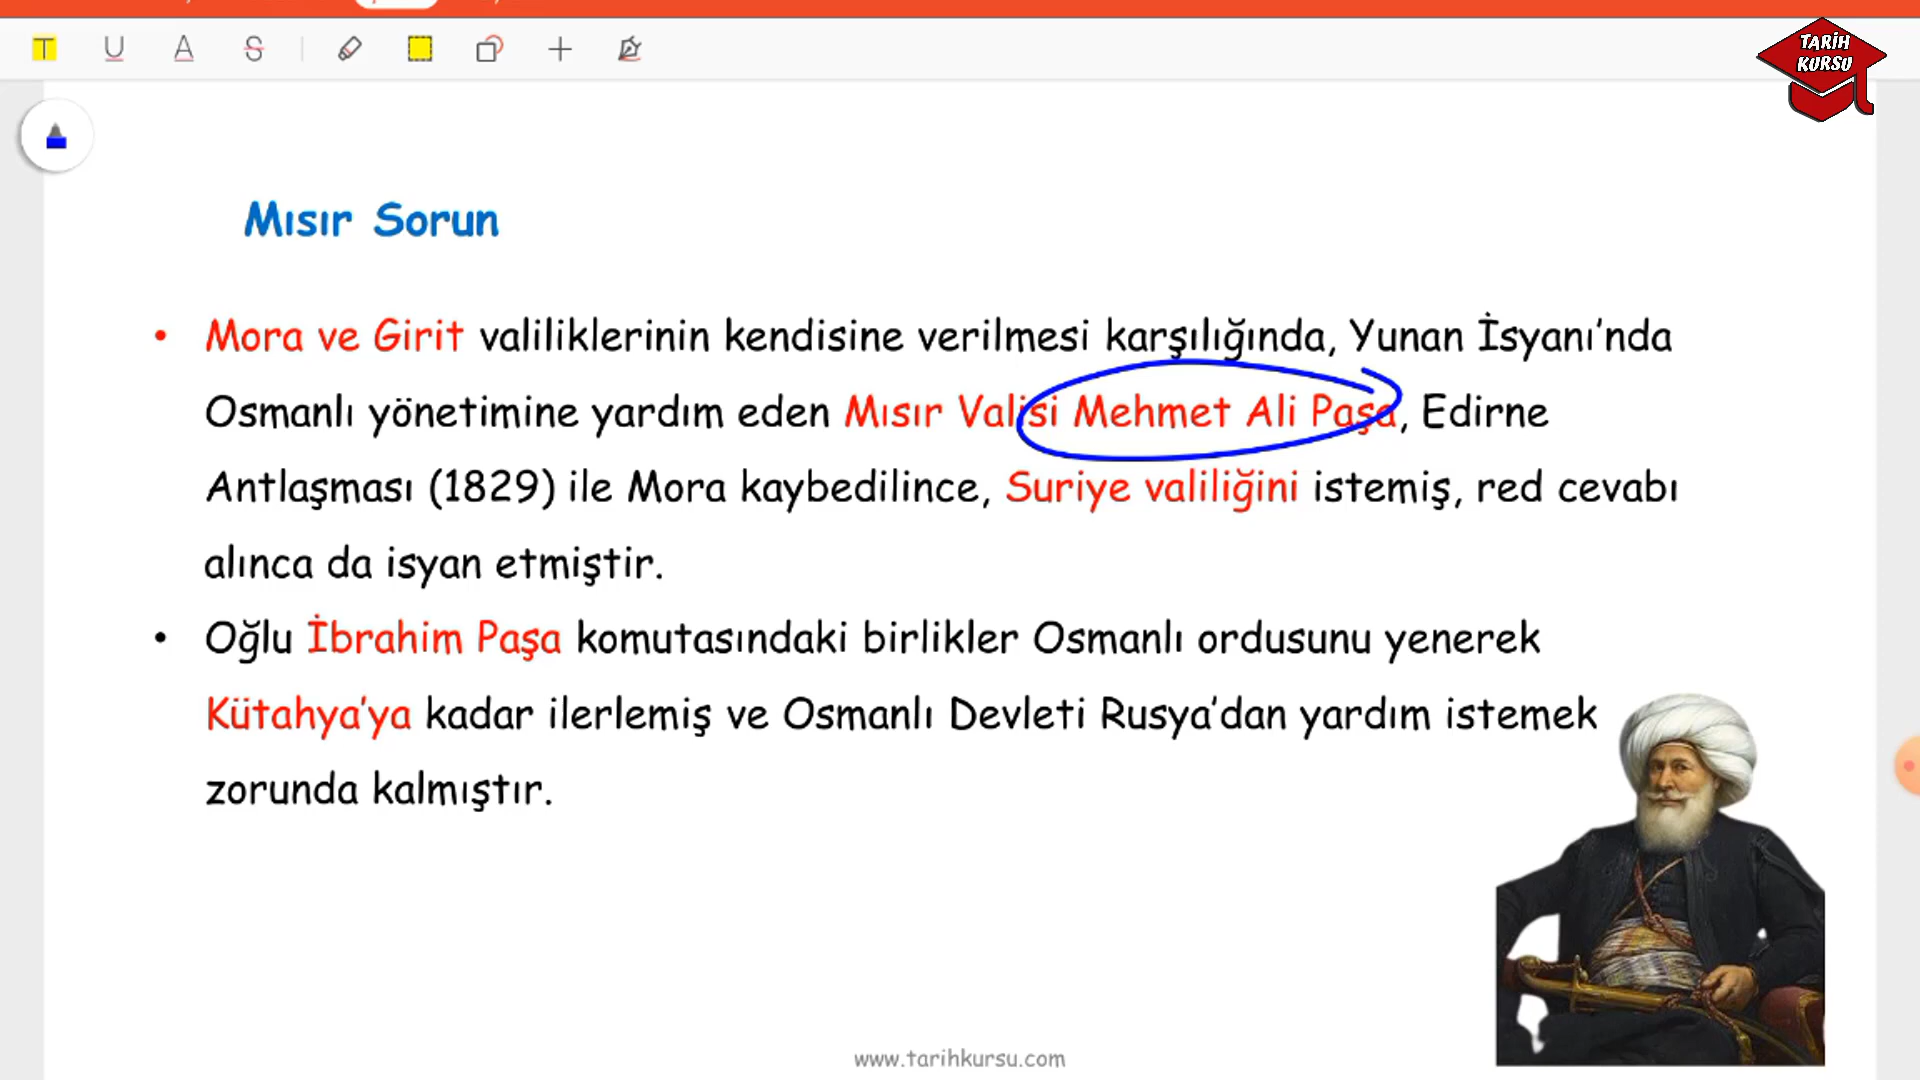 TARİH
KURSU
Mısır Sorun
• Mora ve Girit valiliklerinin kendisine verilmesi karşılığında, Yunan İsyanı’nda
Osmanlı yönetimine yardım eden Mısır Valisi Mehmet Ali Paşa, Edirne
Antlaşması (1829) ile Mora kaybedilince, Suriye valiliğini istemiş, red cevabı
alınca da isyan etmiştir.
• Oğlu İbrahim Paşa komutasındaki birlikler Osmanlı ordusunu yenerek
Kütahya’ya kadar ilerlemiş ve Osmanlı Devleti Rusya’dan yardım istemek
zorunda kalmıştır.
www.tarihkursu.com